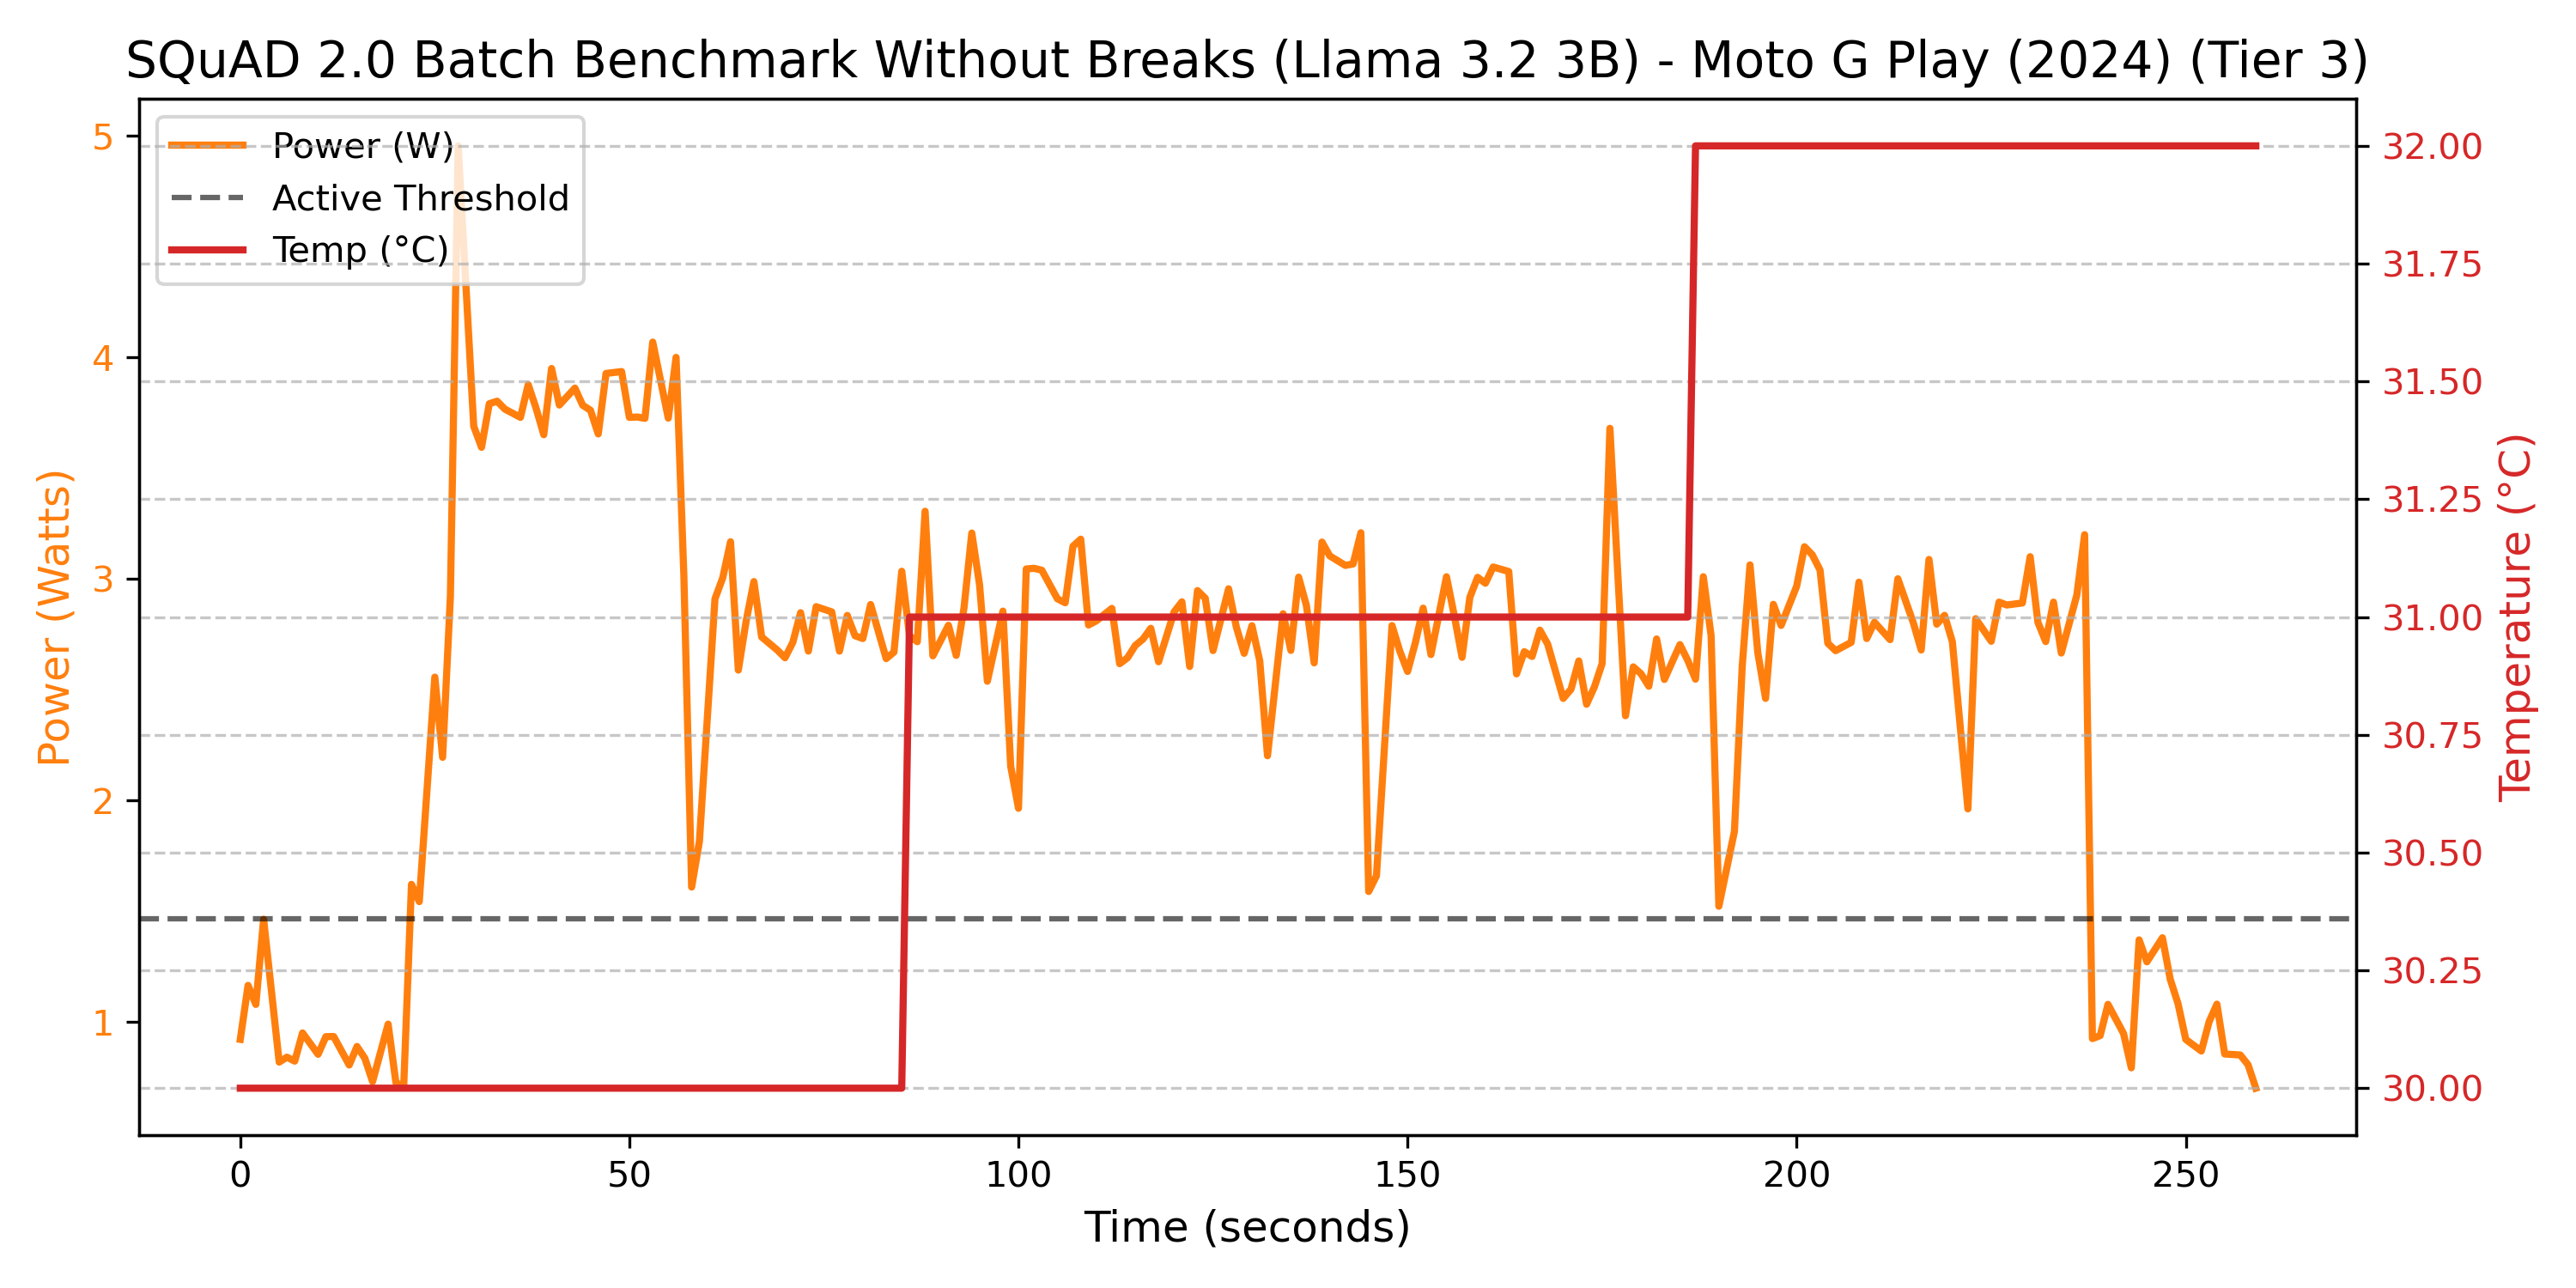 SQuAD 2.0 Batch Benchmark Without Breaks (Llama 3.2 3B) - Moto G Play (2024) (Tier 3)
Power (W)
Active Threshold
Temp (°C)
Power (Watts)
5
4
3
2
1
32.00
31.75
31.50
31.25
31.00
30.75
30.50
30.25
30.00
Temperature (°C)
0 50 100 150 200 250
Time (seconds)